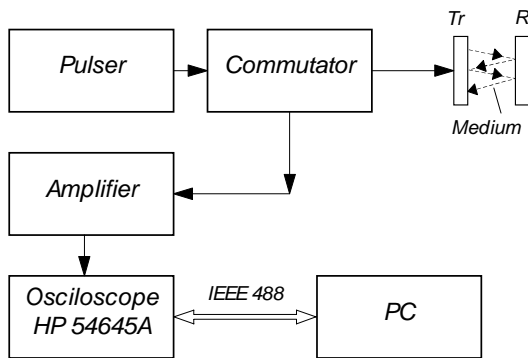 Tr R
Pulser
Commutator
Medium
Amplifier
Osciloscope
HP 54645A
IEEE 488
PC